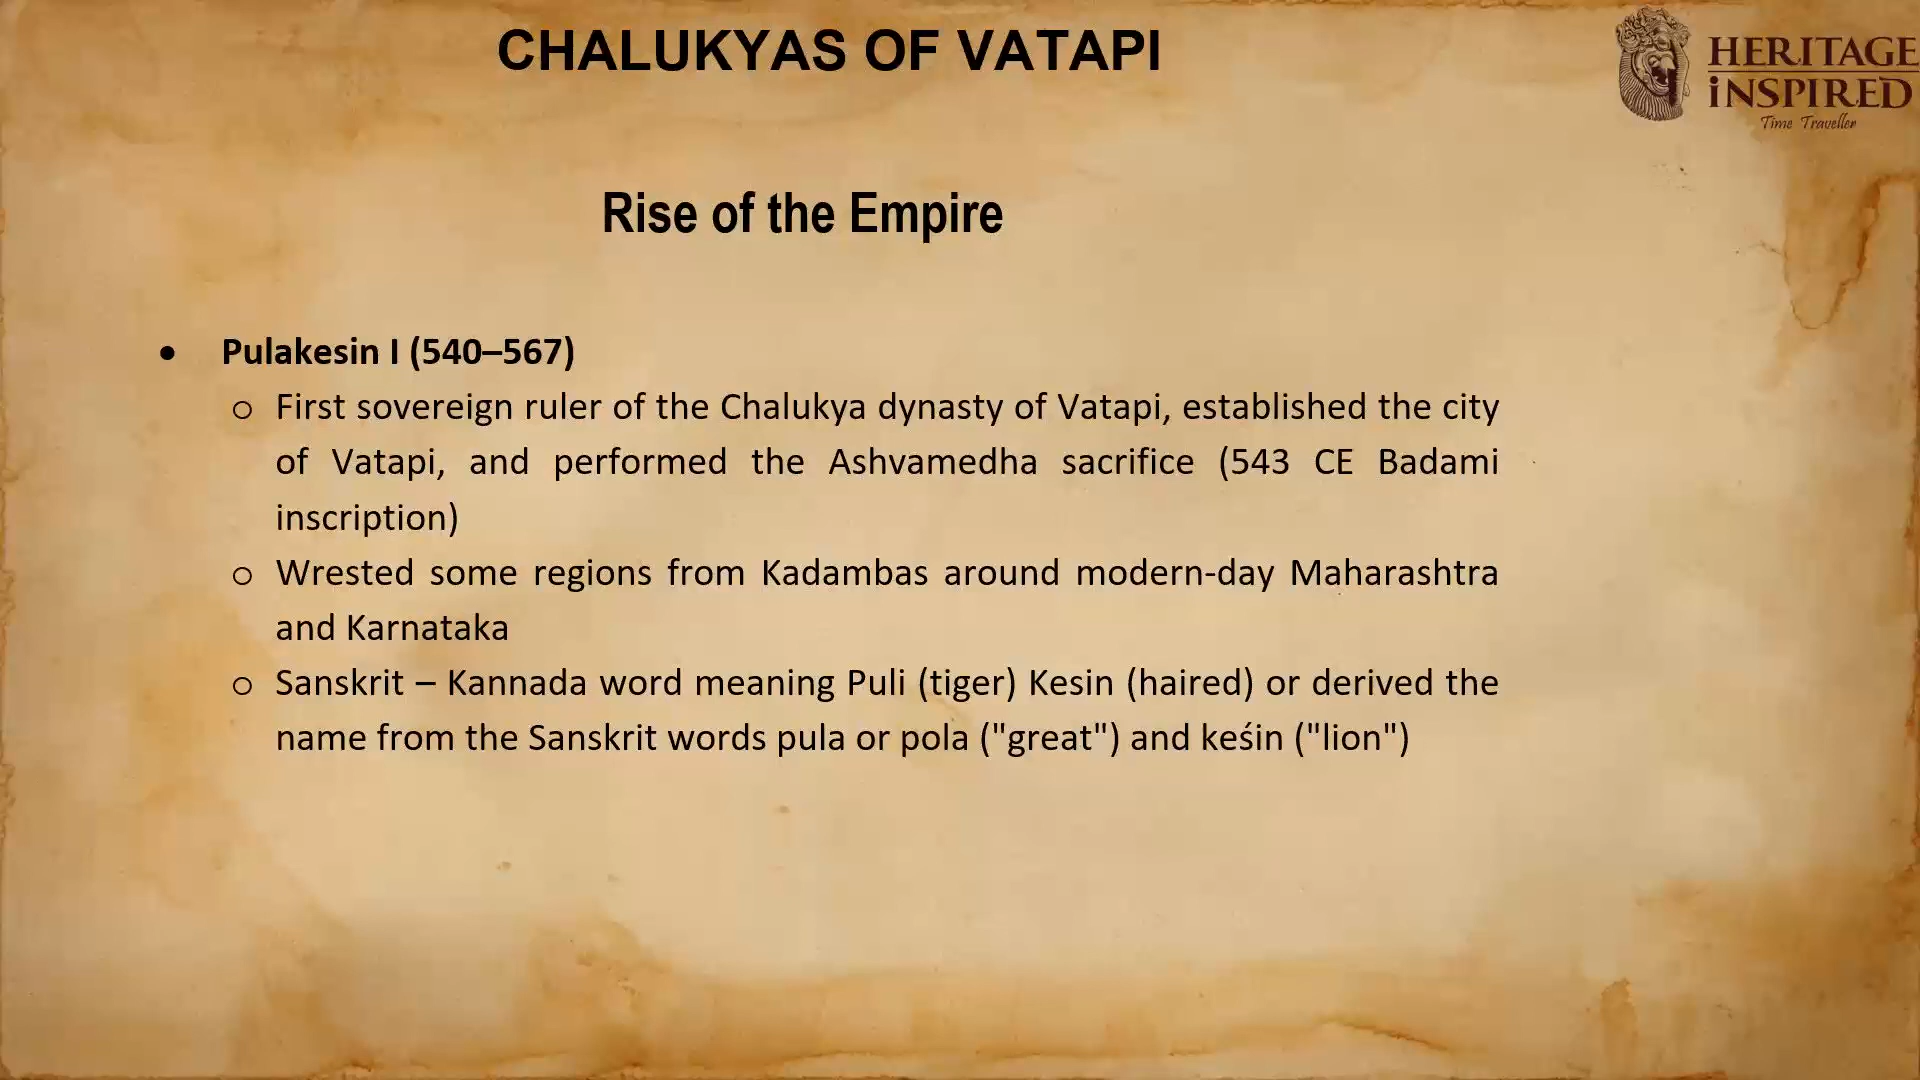 CHALUKYAS OF VATAPI
HERITAGE
iNSPIRED
Time Traveller
Rise of the Empire
• Pulakesin I (540–567)
o First sovereign ruler of the Chalukya dynasty of Vatapi, established the city
of Vatapi, and performed the Ashvamedha sacrifice (543 CE Badami
inscription)
o Wrested some regions from Kadambas around modern-day Maharashtra
and Karnataka
o Sanskrit – Kannada word meaning Puli (tiger) Kesin (haired) or derived the
name from the Sanskrit words pula or pola ("great") and keśin ("lion")